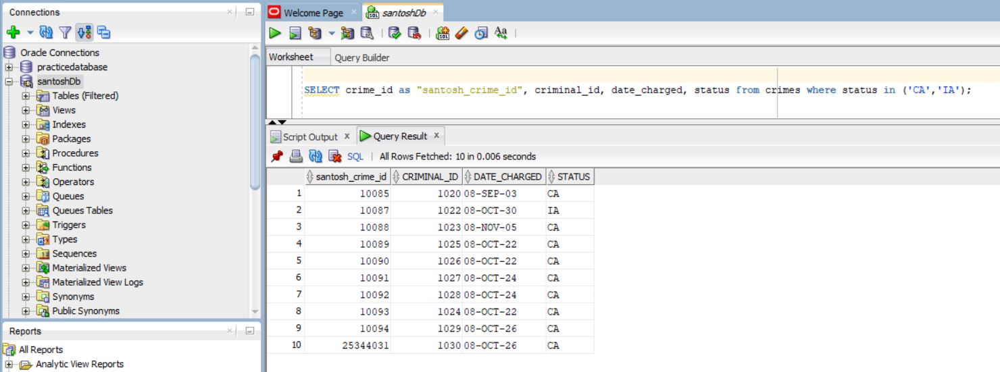 Connections
Oracle Connections
practicedatabase
santoshDb
Tables (Filtered)
Views
Indexes
Packages
Procedures
Functions
Operators
Queues
Queues Tables
Triggers
Types
Sequences
Materialized Views
Materialized View Logs
Synonyms
Public Synonyms
Reports
All Reports
Analytic View Reports
Welcome Page santoshDb
Worksheet Query Builder
SELECT crime_id as "santosh_crime_id", criminal_id, date_charged, status from crimes where status in ('CA','IA');
Script Output x Query Result x
SQL | All Rows Fetched: 10 in 0.006 seconds
santosh_crime_id CRIMINAL_ID DATE_CHARGED STATUS
1 10085 1020 08-SEP-03 CA
2 10087 1022 08-OCT-30 IA
3 10088 1023 08-NOV-05 CA
4 10089 1025 08-OCT-22 CA
5 10090 1026 08-OCT-22 CA
6 10091 1027 08-OCT-24 CA
7 10092 1028 08-OCT-24 CA
8 10093 1024 08-OCT-22 CA
9 10094 1029 08-OCT-26 CA
10 25344031 1030 08-OCT-26 CA